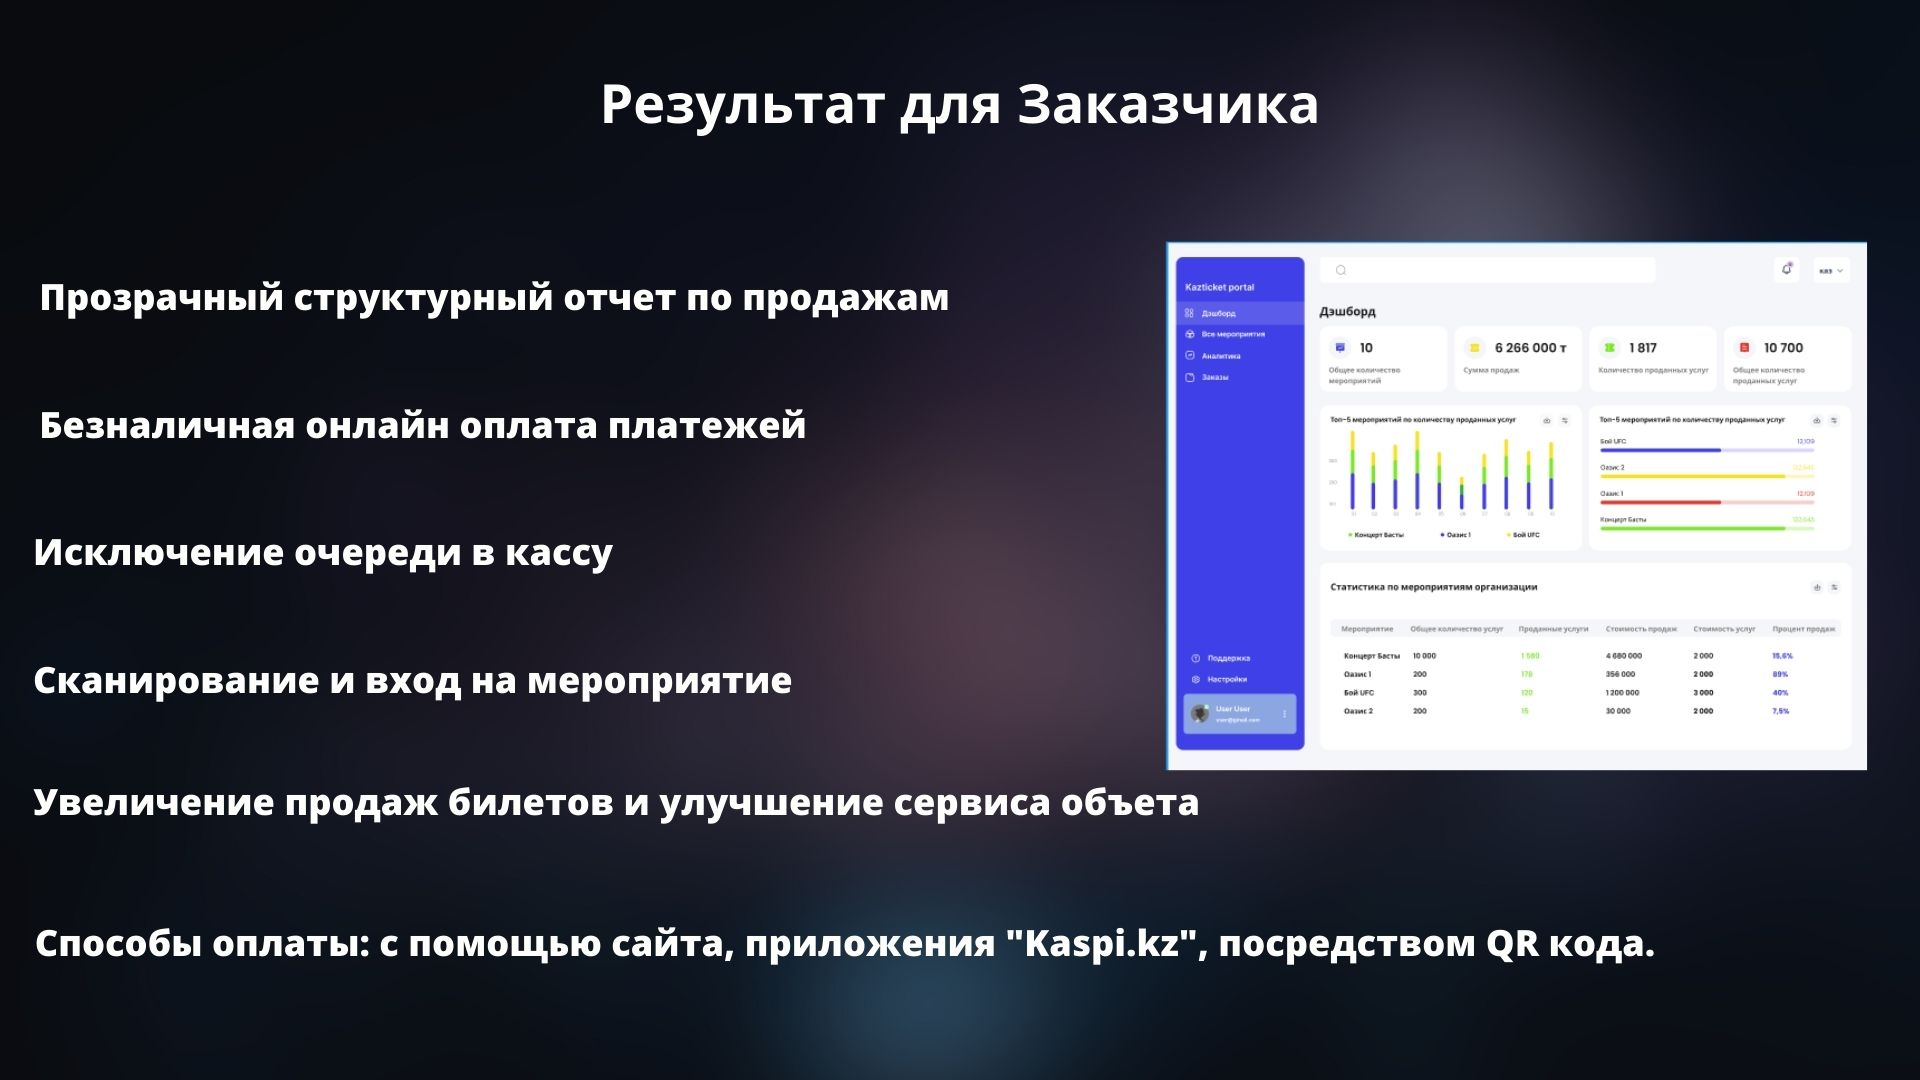 Результат для Заказчика
Прозрачный структурный отчет по продажам
Безналичная онлайн оплата платежей
Исключение очереди в кассу
Сканирование и вход на мероприятие
Увеличение продаж билетов и улучшение сервиса объета
Способы оплаты: с помощью сайта, приложения "Kaspi.kz", посредством QR кода.
Kazticket portal
Дэшборд
Все мероприятия
Аналитика
Заказы
Поддержка
Настройки
User User
user@gmail.com
каз
Дэшборд
10
Общее количество
мероприятий
6 266 000 ₸
Сумма продаж
1 817
Количество проданных услуг
10 700
Общее количество
проданных услуг
Топ-5 мероприятий по количеству проданных услуг
Концерт Басты Оазис 1 Бой UFC
Топ-5 мероприятий по количеству проданных услуг
Бой UFC 12,109
Оазис 2
Оазис 1 12,109
Концерт Басты
Статистика по мероприятиям организации
Мероприятие Общее количество услуг Проданные услуги Стоимость продаж Стоимость услуг Процент продаж
Концерт Басты 10 000 1 560 4 680 000 2 000 15,6%
Оазис 1 200 178 356 000 2 000 89%
Бой UFC 300 120 1 200 000 3 000 40%
Оазис 2 200 15 30 000 2 000 7,5%